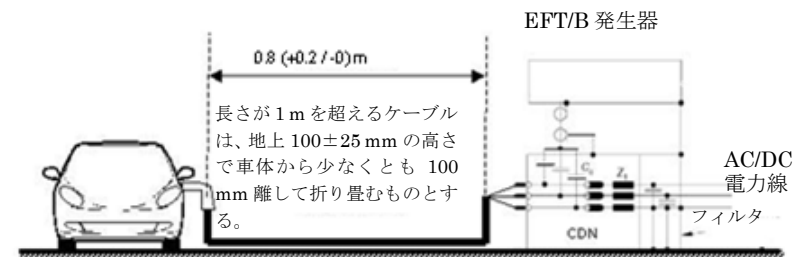 EFT/B 発生器
0.8 (+0.2 / -0)m
長さが 1 m を超えるケーブル
は、地上 100±25 mm の高さ
で車体から少なくとも 100
mm 離して折り畳むものとす
る。
AC/DC
電力線
フィルタ
CDN